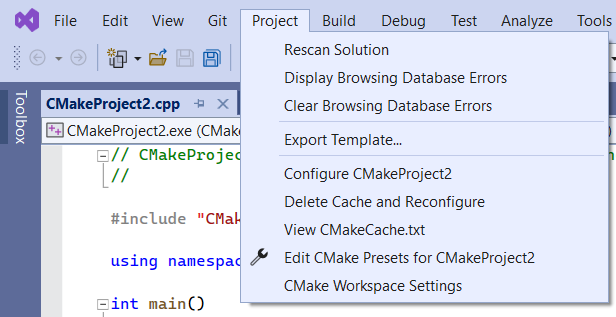 File Edit View Git Project Build Debug Test Analyze Tools
Rescan Solution
Display Browsing Database Errors
Clear Browsing Database Errors
Export Template...
Configure CMakeProject2
Delete Cache and Reconfigure
View CMakeCache.txt
Edit CMake Presets for CMakeProject2
CMake Workspace Settings
Toolbox
CMakeProject2.cpp
CMakeProject2.exe (CMake
// CMakeProjec
//
#include "CMak
using namespac
int main()